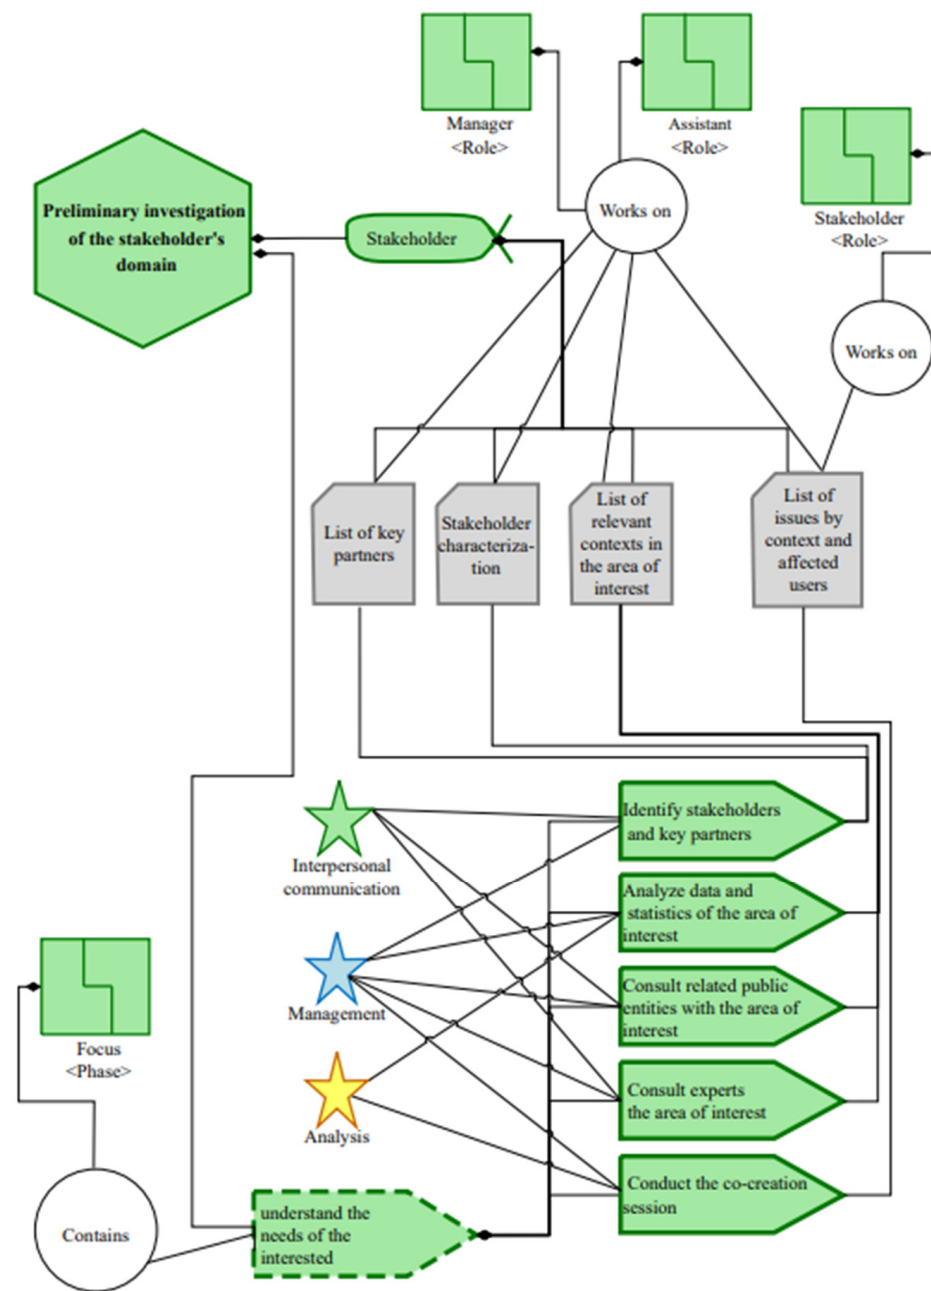 Manager
<Role>
Assistant
<Role>
Stakeholder
<Role>
Works on
Preliminary investigation
of the stakeholder's
domain
Stakeholder
Works on
List of key
partners
Stakeholder
characteriza-
tion
List of
relevant
contexts in
the area of
interest
List of
issues by
context and
affected
users
Interpersonal
communication
Management
Analysis
Identify stakeholders
and key partners
Analyze data and
statistics of the area of
interest
Consult related public
entities with the area of
interest
Consult experts
the area of interest
Conduct the co-creation
session
Focus
<Phase>
Contains
understand the
needs of the
interested